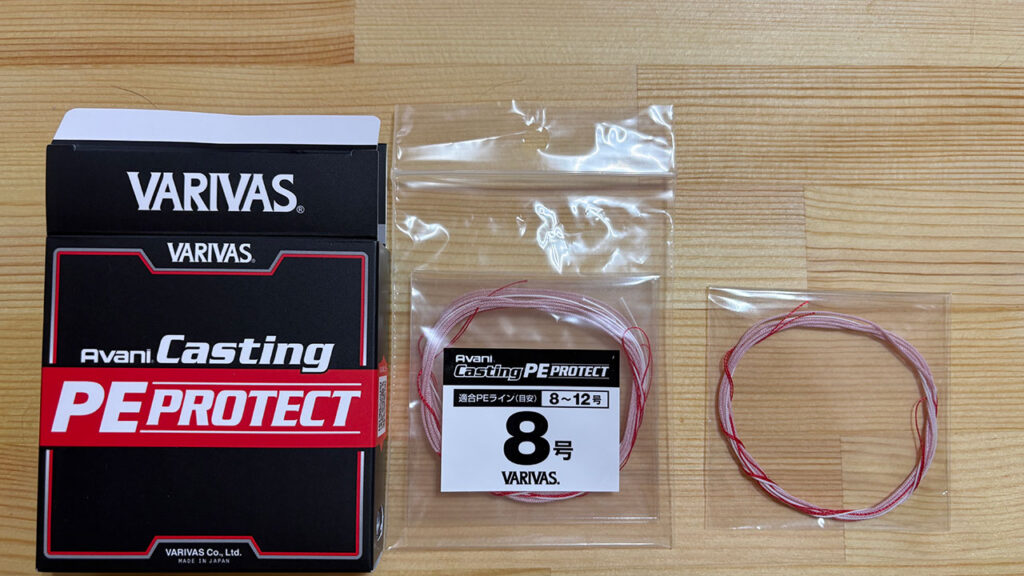 VARIVAS®
VARIVAS®
Avani Casting
PE PROTECT
VARIVAS Co., Ltd.
MADE IN JAPAN
Avani
Casting PE PROTECT
適合PEライン(目安) 8~12号
8号
VARIVAS.